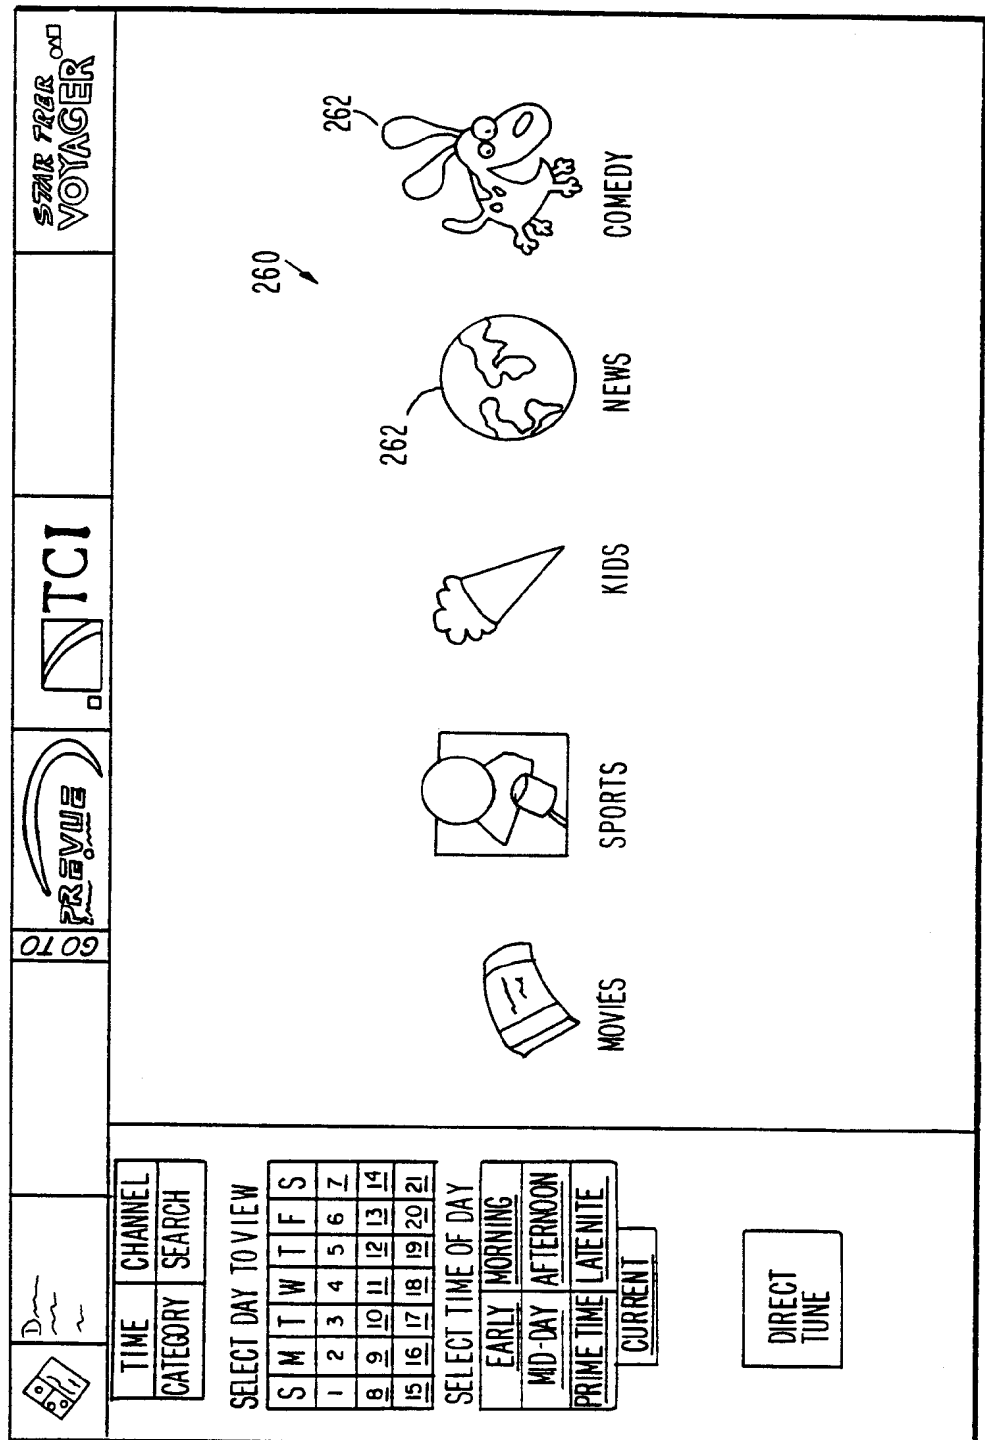 GO TO
PREVUE
TCI
STAR TRER
VOYAGER
TIME CHANNEL
CATEGORY SEARCH
SELECT DAY TO VIEW
S M T W T F S
1 2 3 4 5 6 7
8 9 10 11 12 13 14
15 16 17 18 19 20 21
SELECT TIME OF DAY
EARLY MORNING
MID-DAY AFTERNOON
PRIME TIME LATENITE
CURRENT
DIRECT
TUNE
260
262
262
MOVIES
SPORTS
KIDS
NEWS
COMEDY